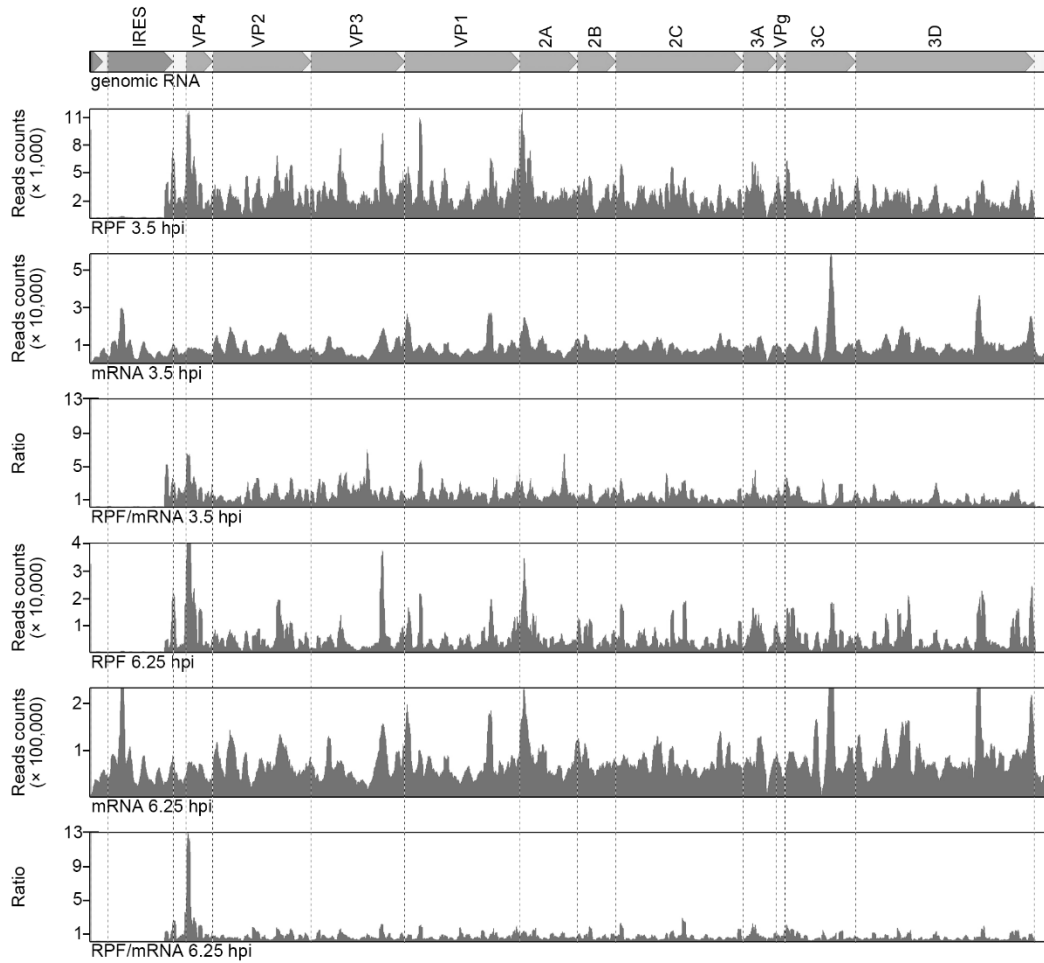 IRES VP4 VP2 VP3 VP1 2A 2B 2C 3A VPg 3C 3D
genomic RNA
Reads counts
(× 1,000)
11
8
5
2
RPF 3.5 hpi
Reads counts
(× 10,000)
5
3
1
mRNA 3.5 hpi
Ratio
13
9
5
1
RPF/mRNA 3.5 hpi
Reads counts
(× 10,000)
4
3
2
1
RPF 6.25 hpi
Reads counts
(× 100,000)
2
1
mRNA 6.25 hpi
Ratio
13
9
5
1
RPF/mRNA 6.25 hpi